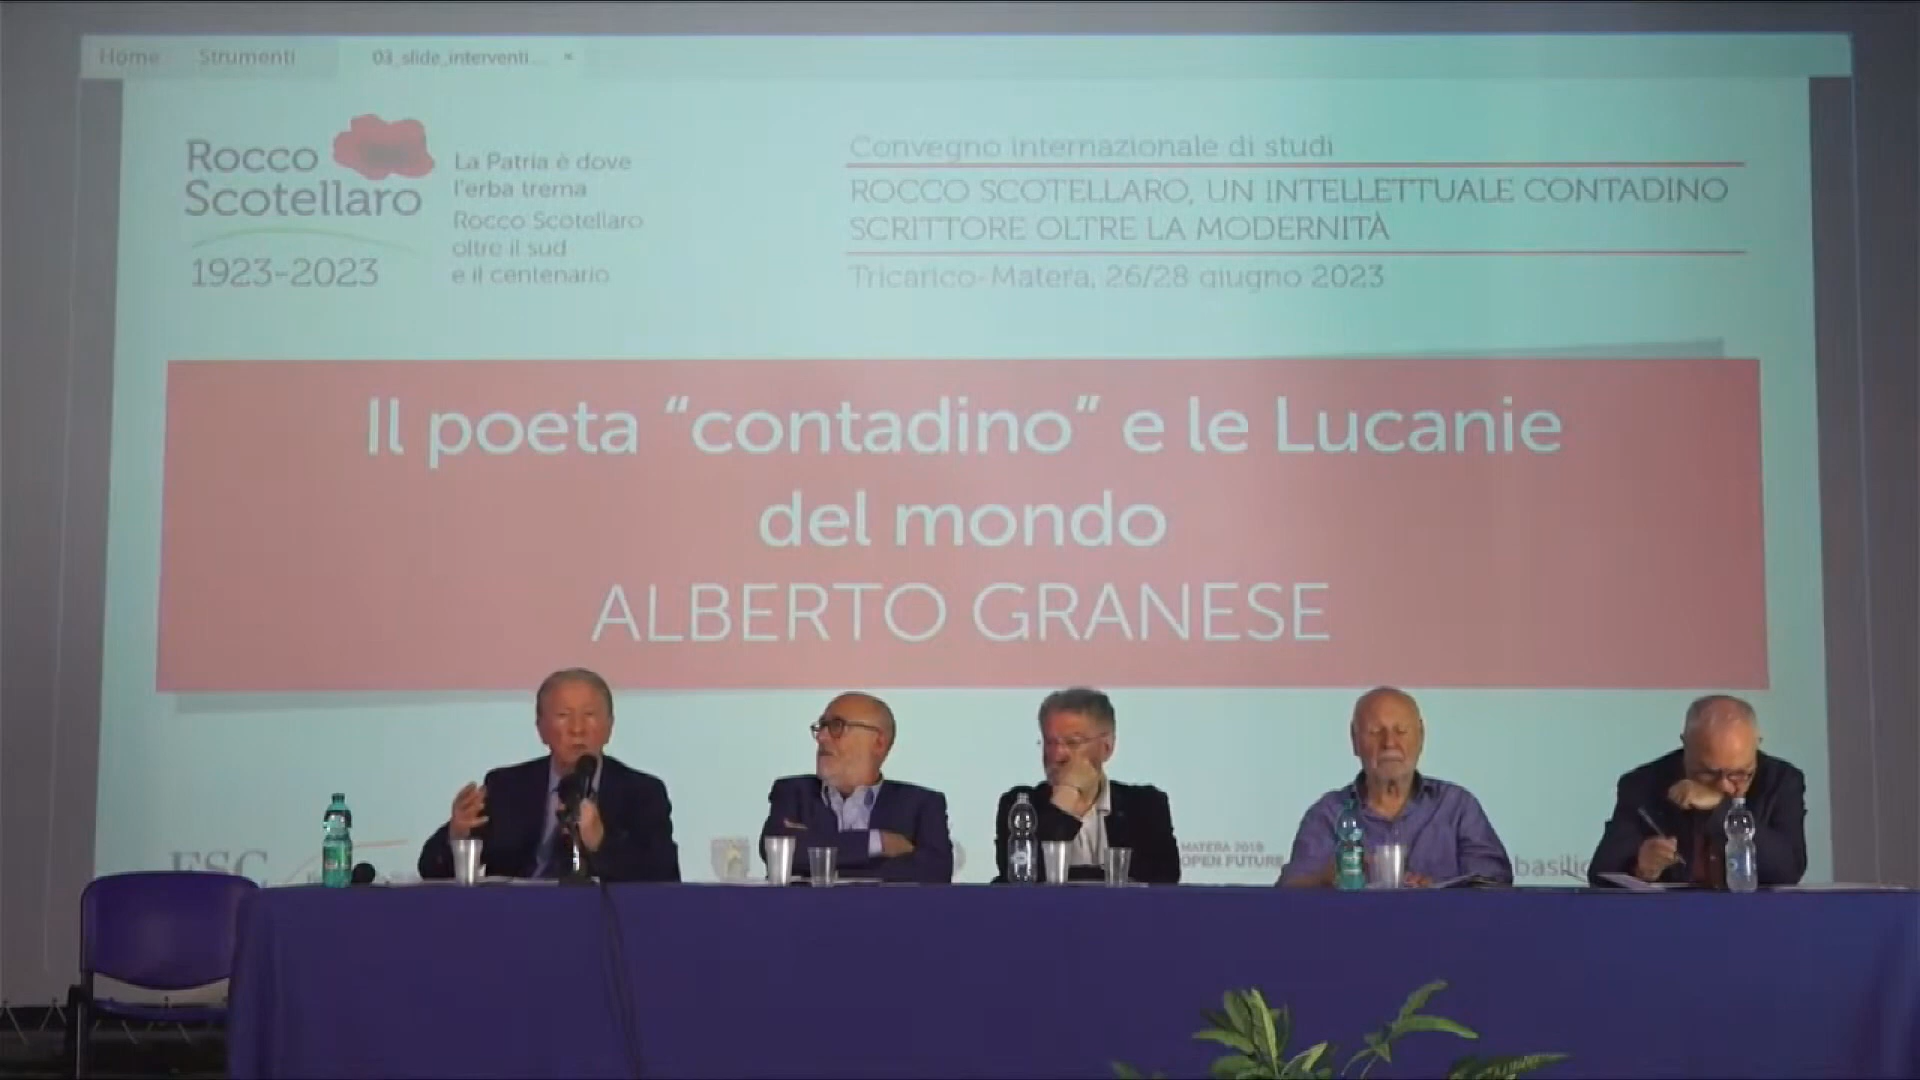 Home Strumenti 03_slide_interventi... ×
Rocco
Scotellaro
1923-2023
La Patria è dove
l'erba trema
Rocco Scotellaro
oltre il sud
e il centenario
Convegno internazionale di studi
ROCCO SCOTELLARO, UN INTELLETTUALE CONTADINO
SCRITTORE OLTRE LA MODERNITÀ
Tricarico-Matera, 26/28 giugno 2023
Il poeta “contadino” e le Lucanie
del mondo
ALBERTO GRANESE
FSC
MATERA 2019
OPEN FUTURE
basilic